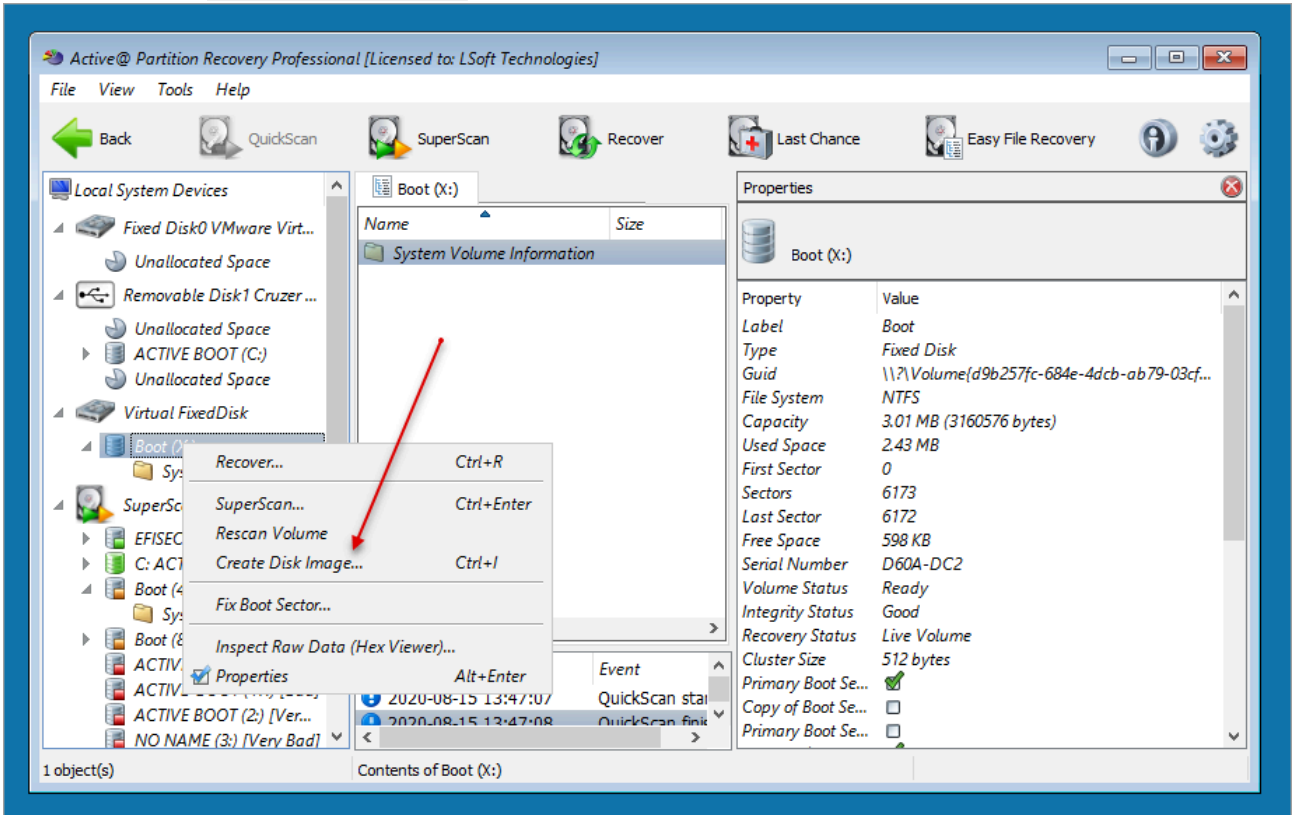 Active@ Partition Recovery Professional [Licensed to: LSoft Technologies]
File View Tools Help
Back QuickScan SuperScan Recover Last Chance Easy File Recovery
Local System Devices
Fixed Disk0 VMware Virt...
Unallocated Space
Removable Disk1 Cruzer ...
Unallocated Space
ACTIVE BOOT (C:)
Unallocated Space
Virtual FixedDisk
Boot (X:)
Sys
SuperSc
EFISEC
C: ACT
Boot (4
Sys
Boot (8
ACTIV
ACTIV
ACTIVE BOOT (2:) [Ver...
NO NAME (3:) [Very Bad]
Boot (X:)
Name Size
System Volume Information
Recover... Ctrl+R
SuperScan... Ctrl+Enter
Rescan Volume
Create Disk Image... Ctrl+I
Fix Boot Sector...
Inspect Raw Data (Hex Viewer)...
Properties Alt+Enter
Event
2020-08-15 13:47:07 QuickScan star
2020-08-15 13:47:08 QuickScan finis
Properties
Boot (X:)
Property Value
Label Boot
Type Fixed Disk
Guid \\?\Volume{d9b257fc-684e-4dcb-ab79-03cf...
File System NTFS
Capacity 3.01 MB (3160576 bytes)
Used Space 2.43 MB
First Sector 0
Sectors 6173
Last Sector 6172
Free Space 598 KB
Serial Number D60A-DC2
Volume Status Ready
Integrity Status Good
Recovery Status Live Volume
Cluster Size 512 bytes
Primary Boot Se...
Copy of Boot Se...
Primary Boot Se...
1 object(s) Contents of Boot (X:)